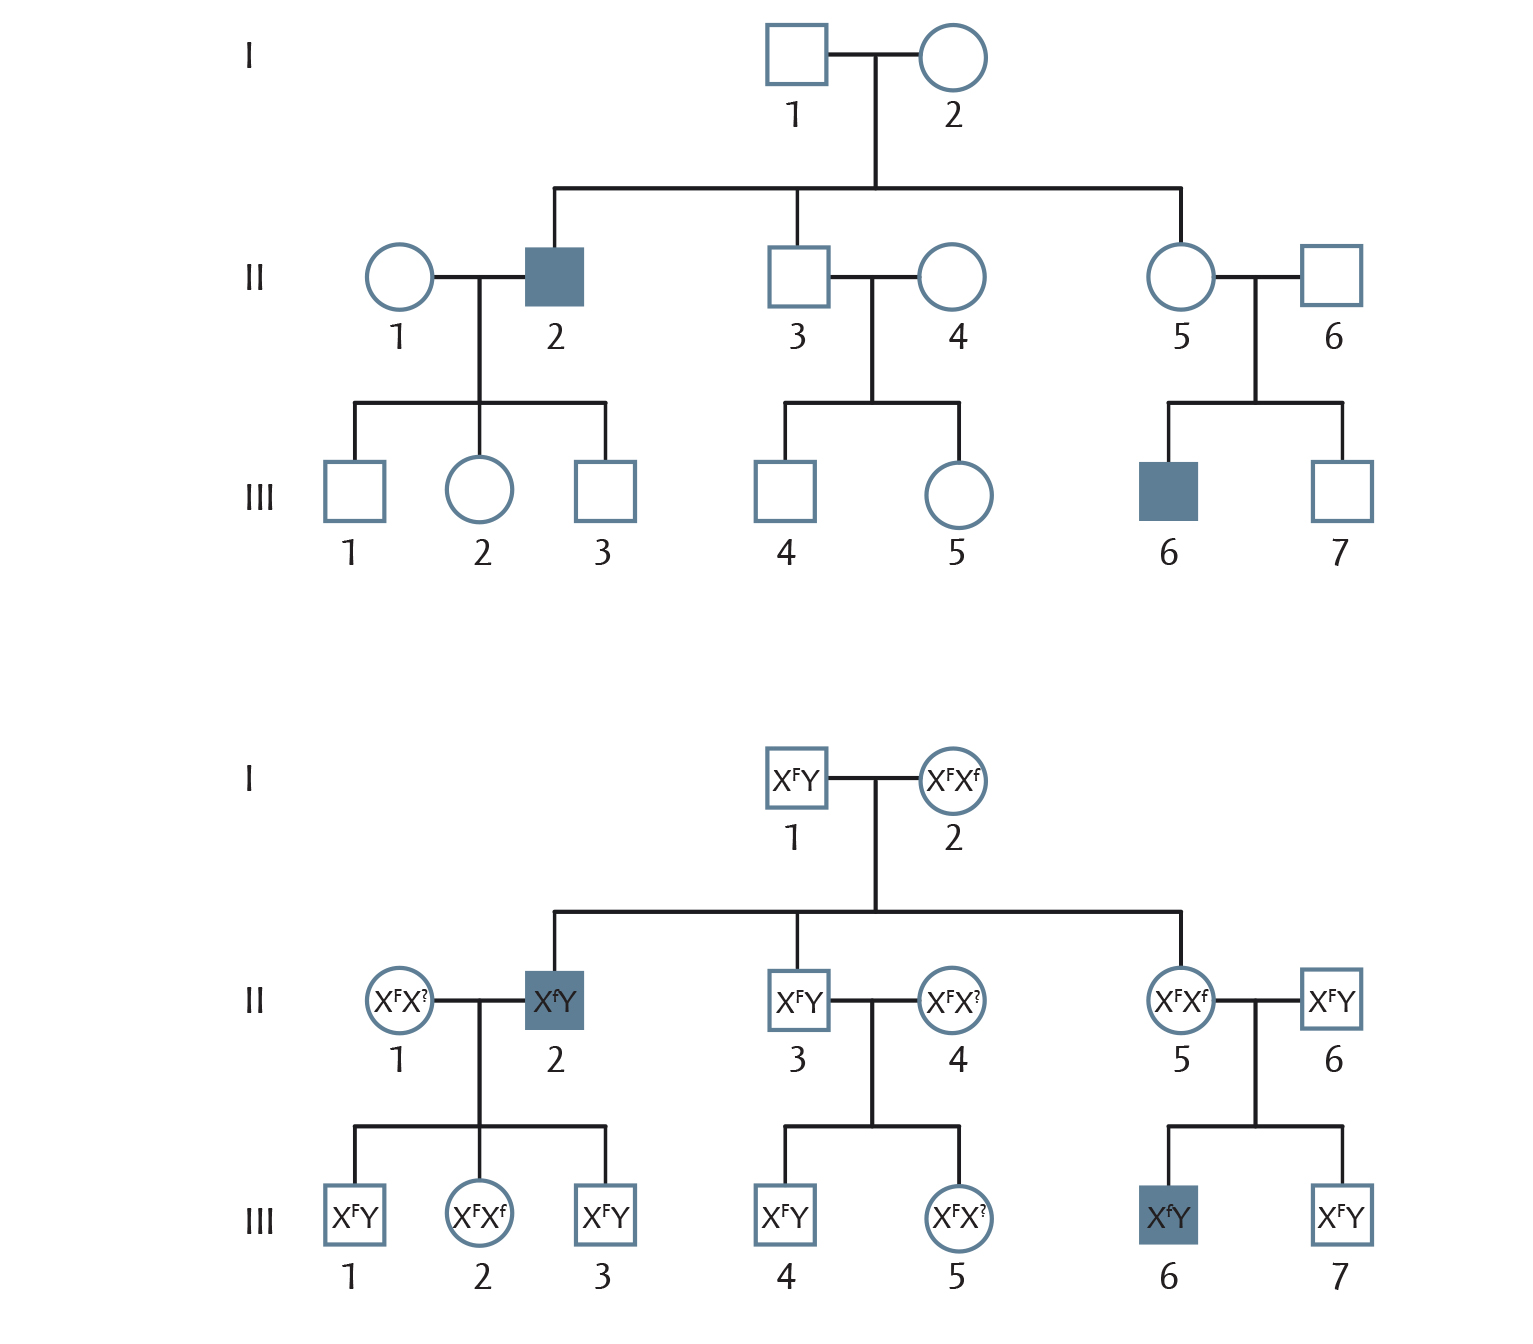 I
1 2
II
1 2 3 4 5 6
III
1 2 3 4 5 6 7
I
XᶠY XᶠXᶠ
1 2
II
XFX? XfY XFY XFX? XFXf XFY
1 2 3 4 5 6
III
XFY XFXf XFY XFY XFX? XfY XFY
1 2 3 4 5 6 7